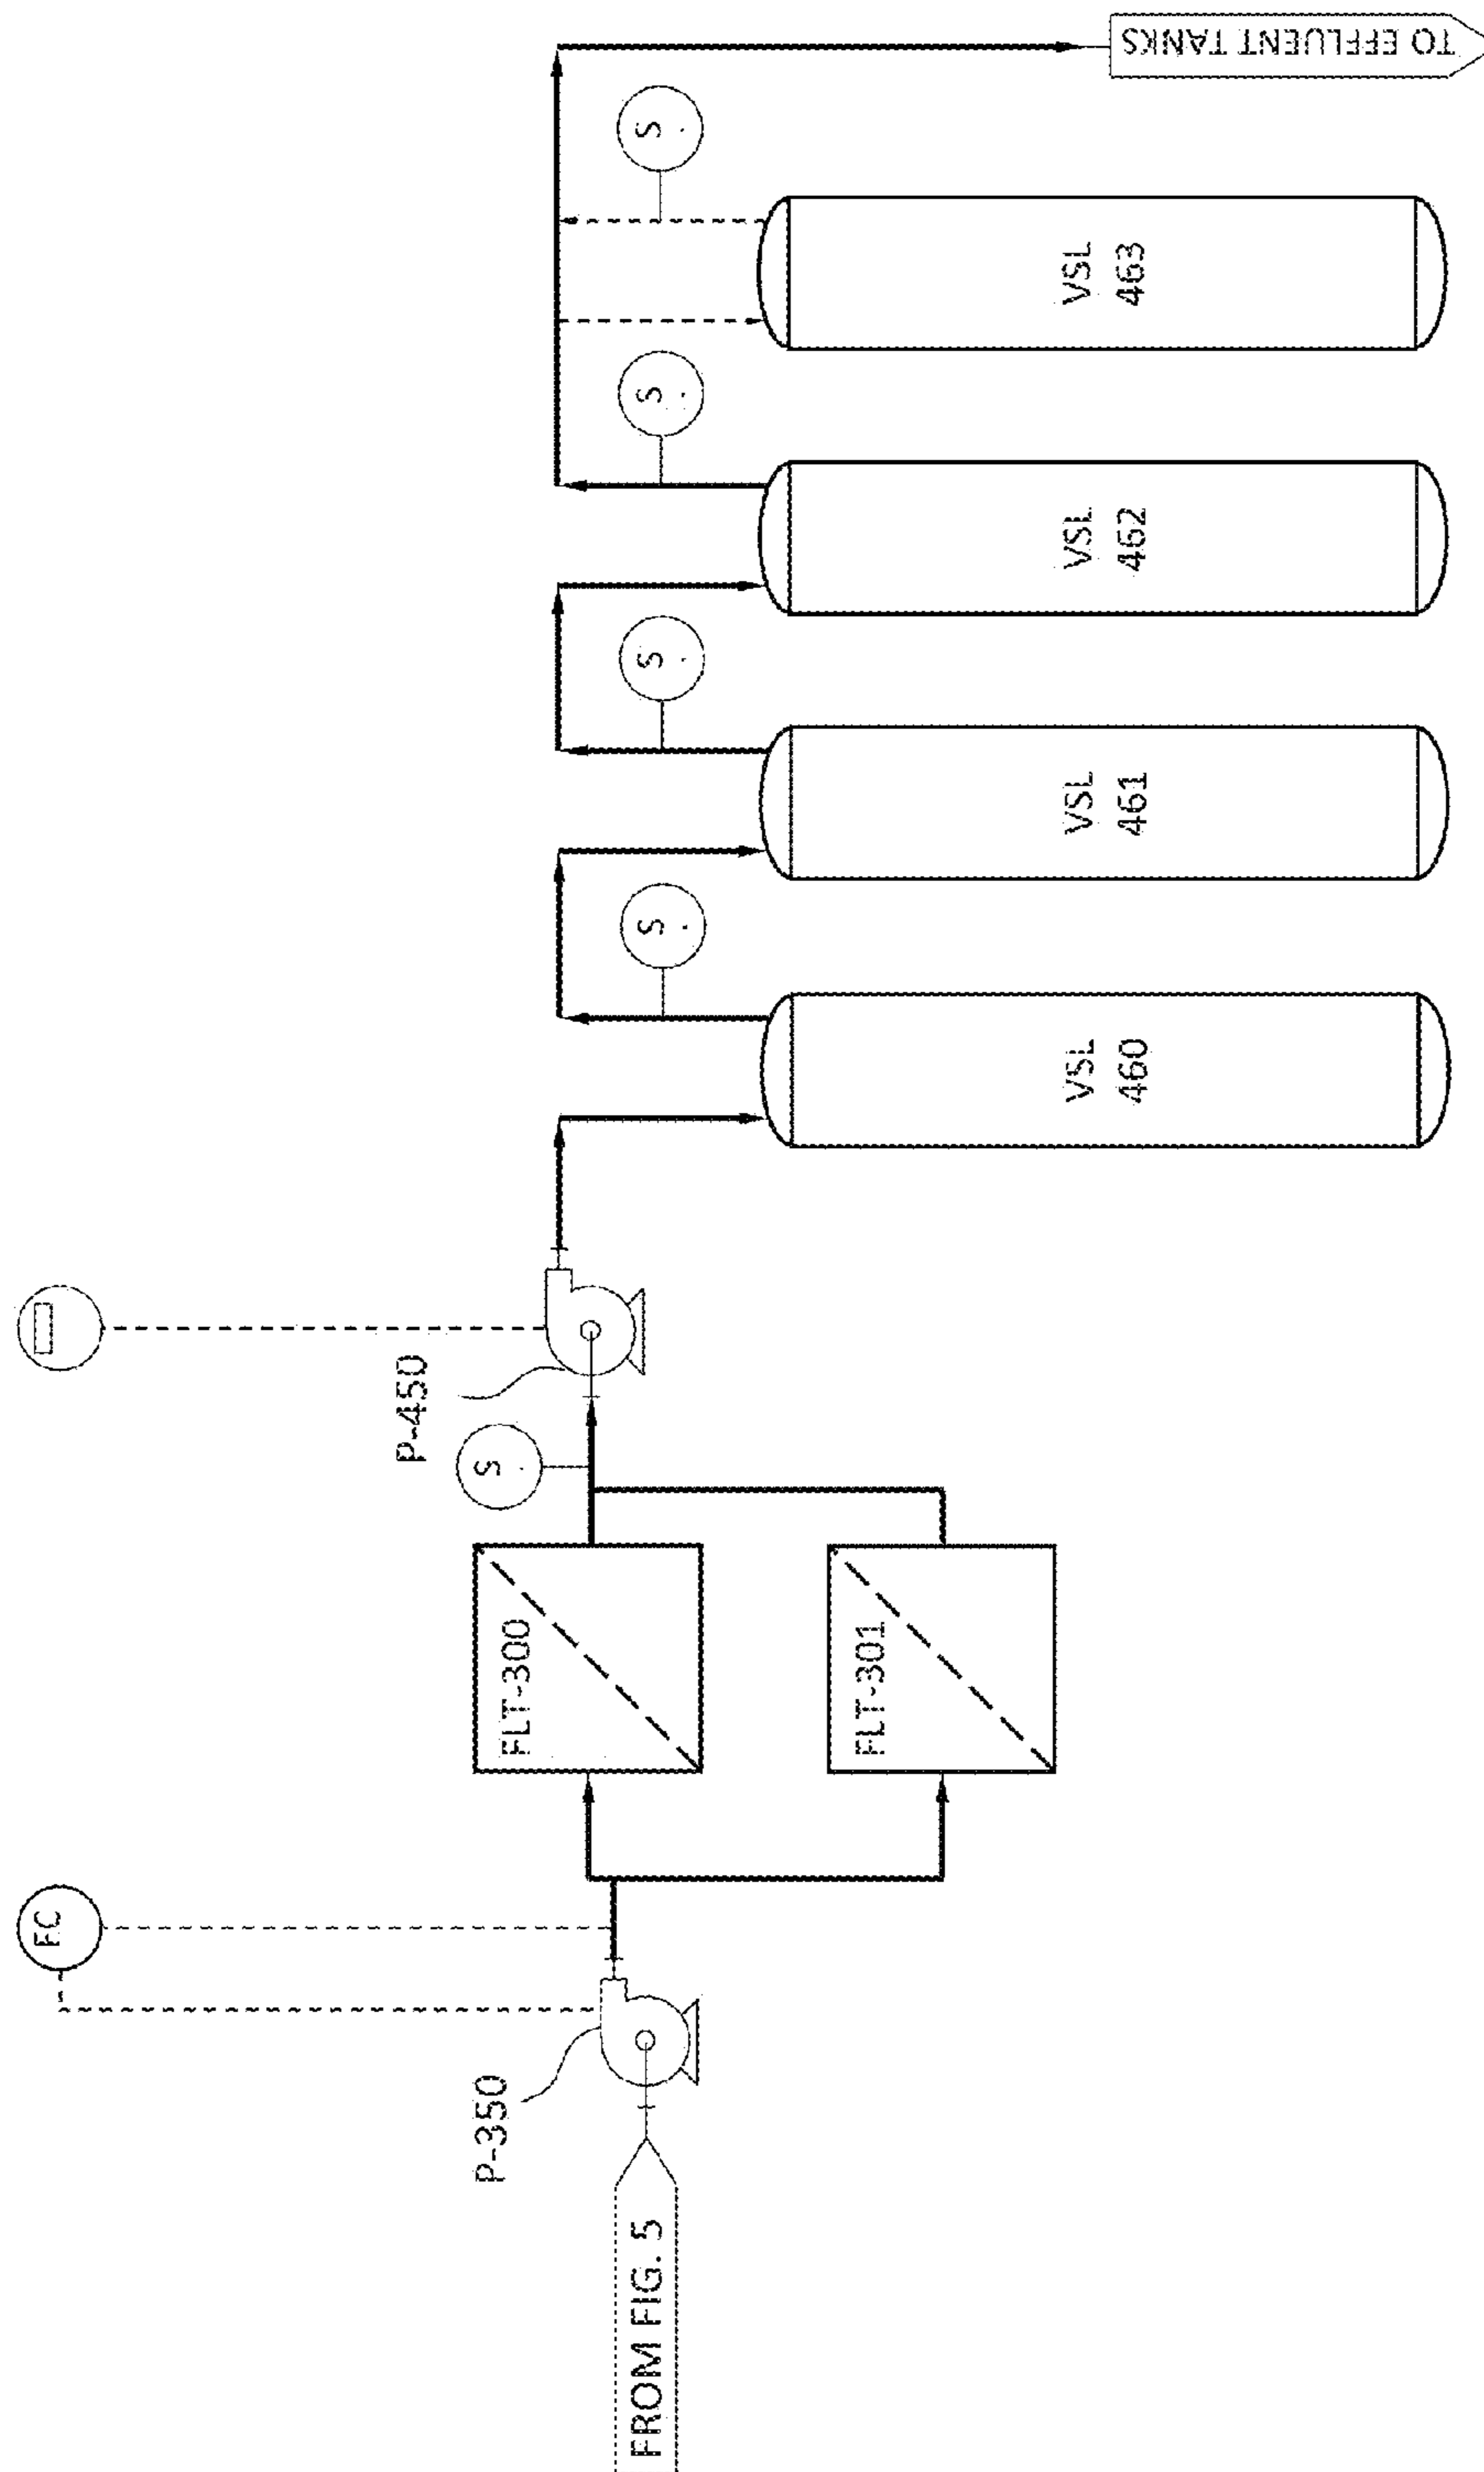 FROM FIG. 5
P-350
FC
FLT-300
FLT-301
S
P-450
VSL
460
S
VSL
461
S
VSL
462
S
VSL
463
S
TO EFFLUENT TANKS